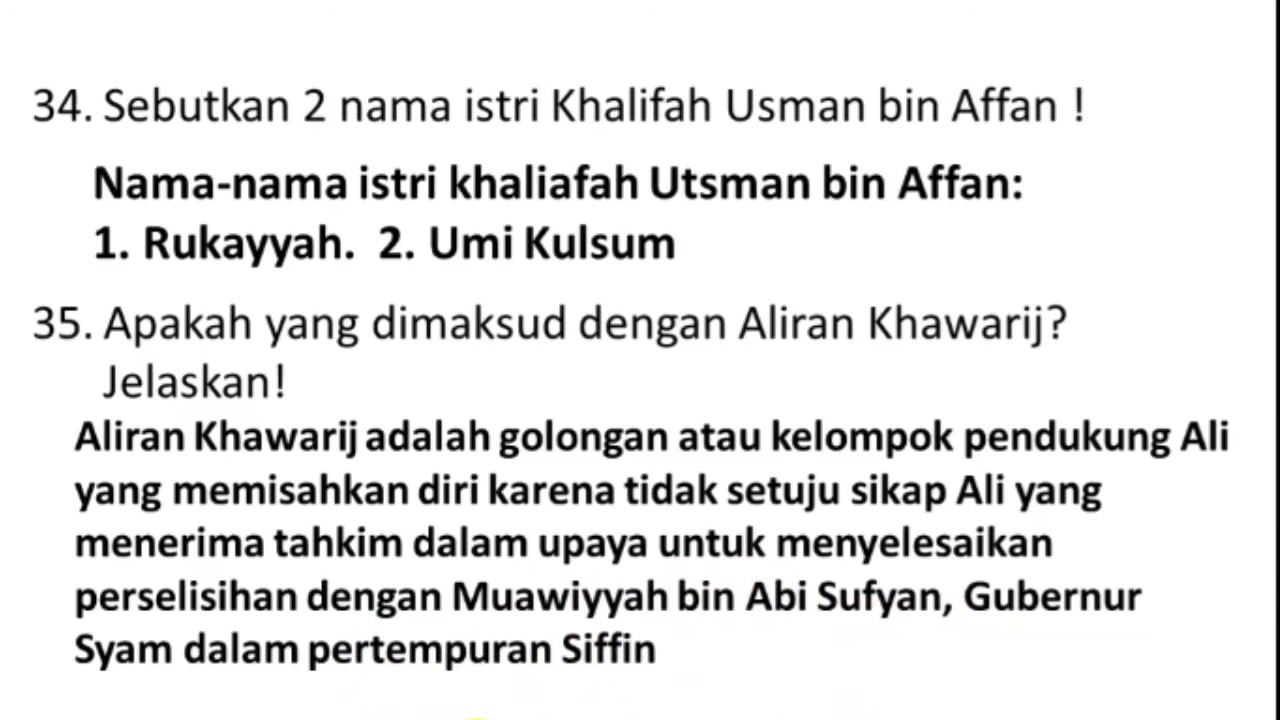 34. Sebutkan 2 nama istri Khalifah Usman bin Affan !
Nama-nama istri khaliafah Utsman bin Affan:
1. Rukayyah. 2. Umi Kulsum
35. Apakah yang dimaksud dengan Aliran Khawarij?
Jelaskan!
Aliran Khawarij adalah golongan atau kelompok pendukung Ali
yang memisahkan diri karena tidak setuju sikap Ali yang
menerima tahkim dalam upaya untuk menyelesaikan
perselisihan dengan Muawiyyah bin Abi Sufyan, Gubernur
Syam dalam pertempuran Siffin